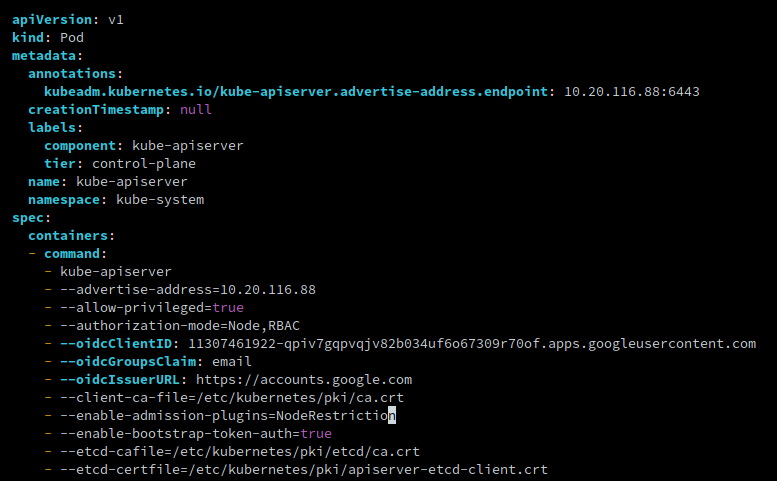 apiVersion: v1
kind: Pod
metadata:
  annotations:
    kubeadm.kubernetes.io/kube-apiserver.advertise-address.endpoint: 10.20.116.88:6443
  creationTimestamp: null
  labels:
    component: kube-apiserver
    tier: control-plane
  name: kube-apiserver
  namespace: kube-system
spec:
  containers:
  - command:
    - kube-apiserver
    - --advertise-address=10.20.116.88
    - --allow-privileged=true
    - --authorization-mode=Node,RBAC
    - --oidcClientID: 11307461922-qpiv7gqpvqjv82b034uf6o67309r70of.apps.googleusercontent.com
    - --oidcGroupsClaim: email
    - --oidcIssuerURL: https://accounts.google.com
    - --client-ca-file=/etc/kubernetes/pki/ca.crt
    - --enable-admission-plugins=NodeRestriction
    - --enable-bootstrap-token-auth=true
    - --etcd-cafile=/etc/kubernetes/pki/etcd/ca.crt
    - --etcd-certfile=/etc/kubernetes/pki/apiserver-etcd-client.crt